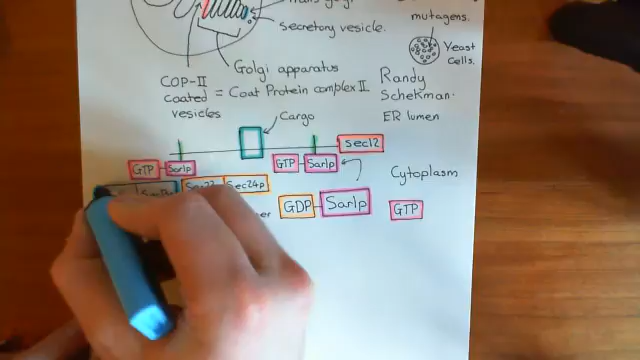 mutagens.
secretory vesicle.
Yeast
Cells.
Golgi apparatus
COP-II
coated
vesicles
= Coat Protein complex II
Randy
Schekman.
Cargo
ER lumen
Sec12
GTP
Sar1p
GTP
Sar1p
Cytoplasm
Sec24p
GDP
Sar1p
GTP